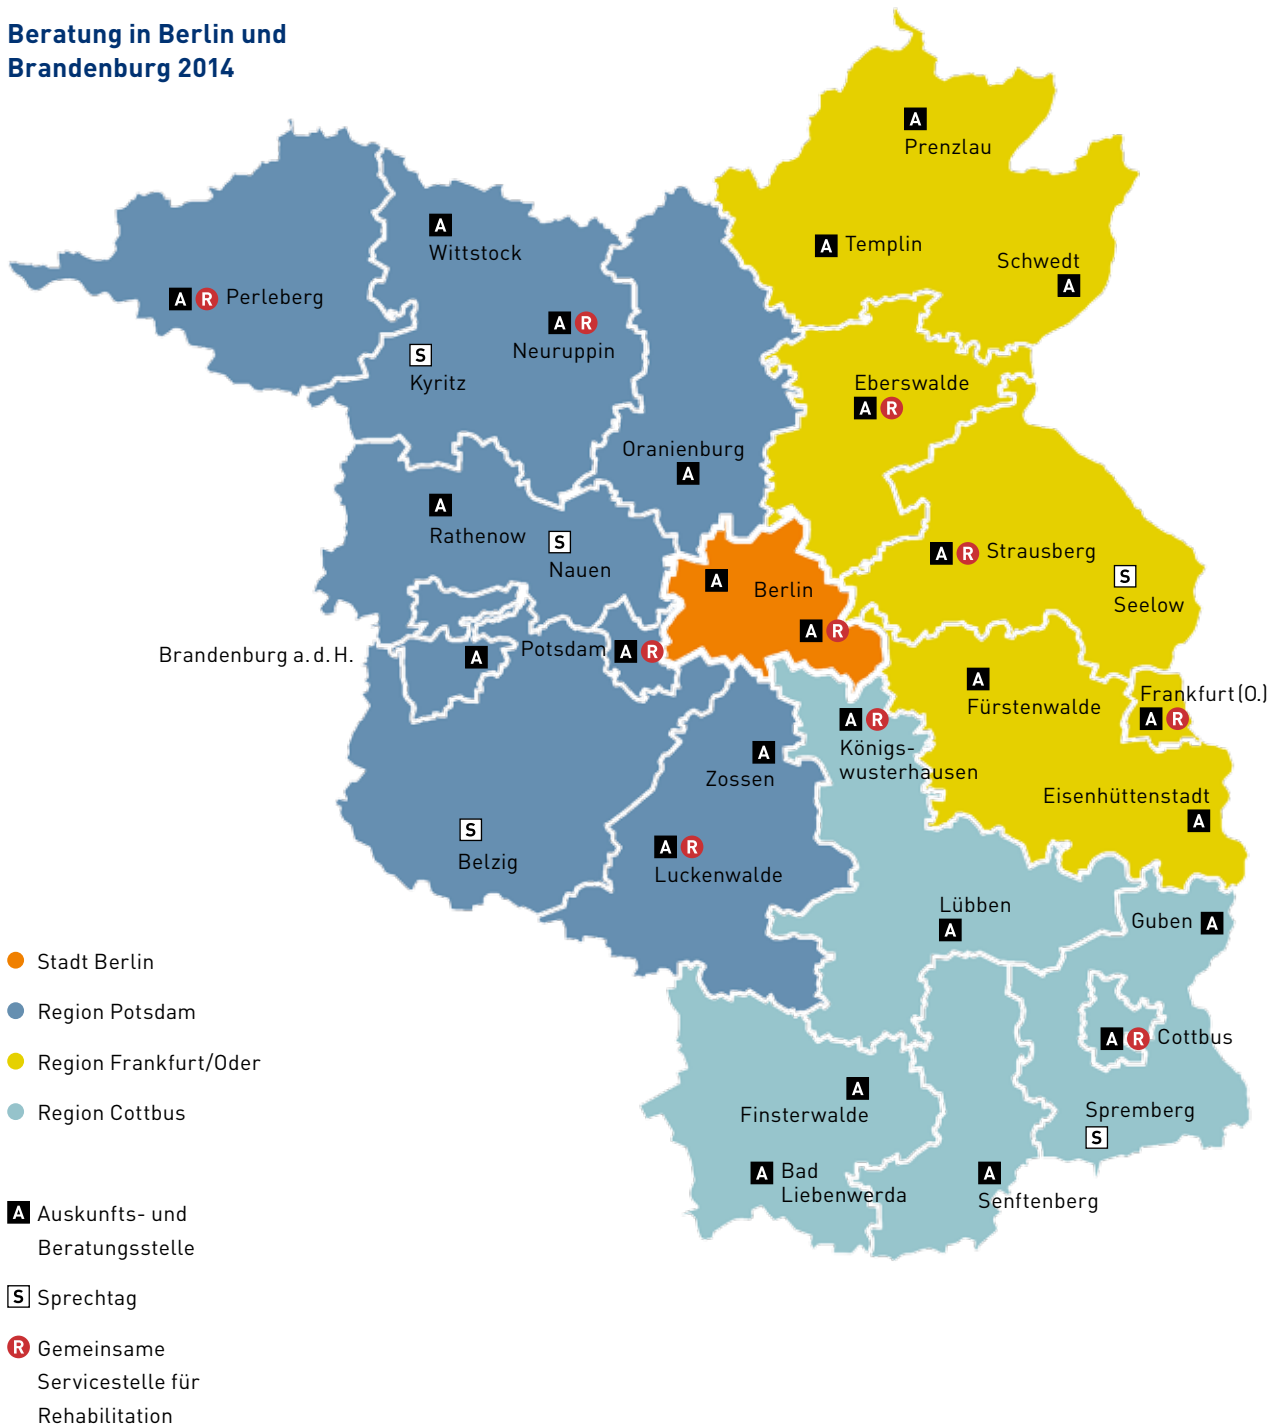 Beratung in Berlin und
Brandenburg 2014
A
Prenzlau
A
Wittstock
A Templin
Schwedt
A
A R Perleberg
A R
Neuruppin
S
Kyritz
Eberswalde
A R
Oranienburg
A
A
Rathenow
S
Nauen
A R Strausberg
S
Seelow
A
Berlin
A R
Brandenburg a. d. H.
A
Potsdam A R
A
Fürstenwalde
Frankfurt (O.)
A R
A R
Königs-
wusterhausen
A
Zossen
Eisenhüttenstadt
A
S
Belzig
A R
Luckenwalde
Lübben
A
Guben A
Stadt Berlin
Region Potsdam
Region Frankfurt/Oder
Region Cottbus
A R Cottbus
A
Finsterwalde
Spremberg
S
A Bad
Liebenwerda
A
Senftenberg
A Auskunfts- und
Beratungsstelle
S Sprechtag
R Gemeinsame
Servicestelle für
Rehabilitation